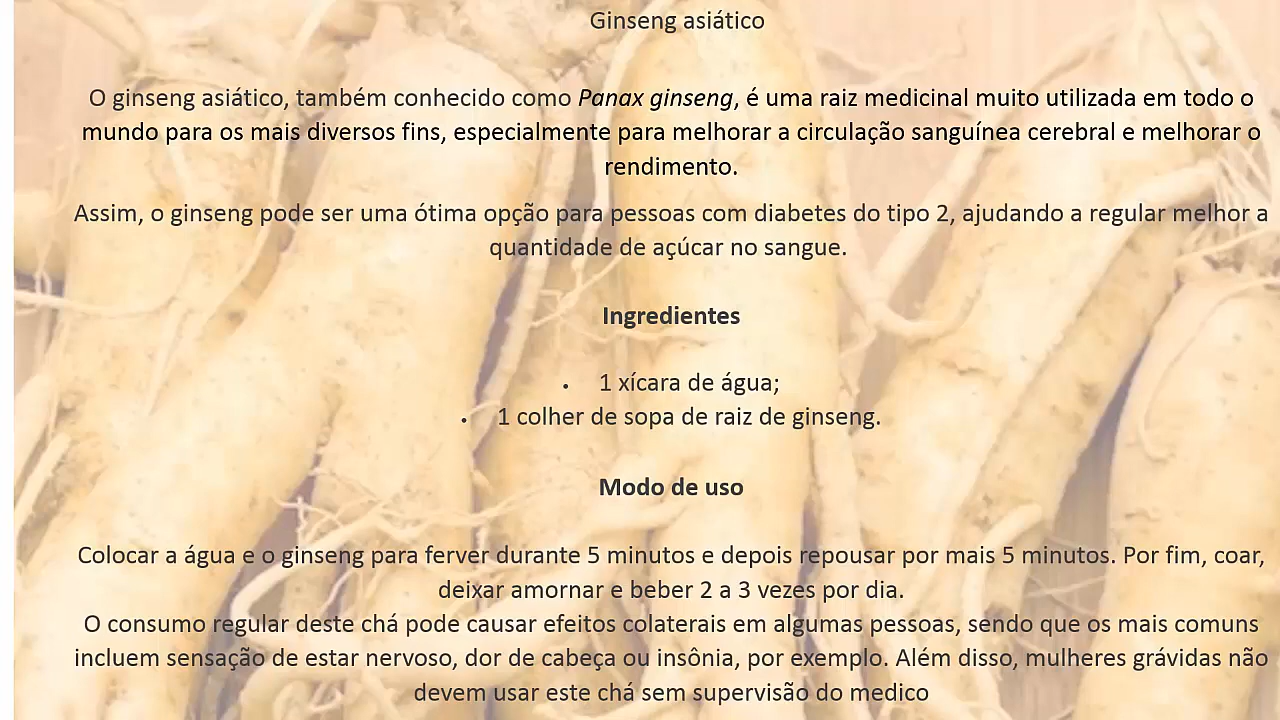 Ginseng asiático
O ginseng asiático, também conhecido como Panax ginseng, é uma raiz medicinal muito utilizada em todo o
mundo para os mais diversos fins, especialmente para melhorar a circulação sanguínea cerebral e melhorar o
rendimento.
Assim, o ginseng pode ser uma ótima opção para pessoas com diabetes do tipo 2, ajudando a regular melhor a
quantidade de açúcar no sangue.
Ingredientes
• 1 xícara de água;
• 1 colher de sopa de raiz de ginseng.
Modo de uso
Colocar a água e o ginseng para ferver durante 5 minutos e depois repousar por mais 5 minutos. Por fim, coar,
deixar amornar e beber 2 a 3 vezes por dia.
O consumo regular deste chá pode causar efeitos colaterais em algumas pessoas, sendo que os mais comuns
incluem sensação de estar nervoso, dor de cabeça ou insônia, por exemplo. Além disso, mulheres grávidas não
devem usar este chá sem supervisão do medico